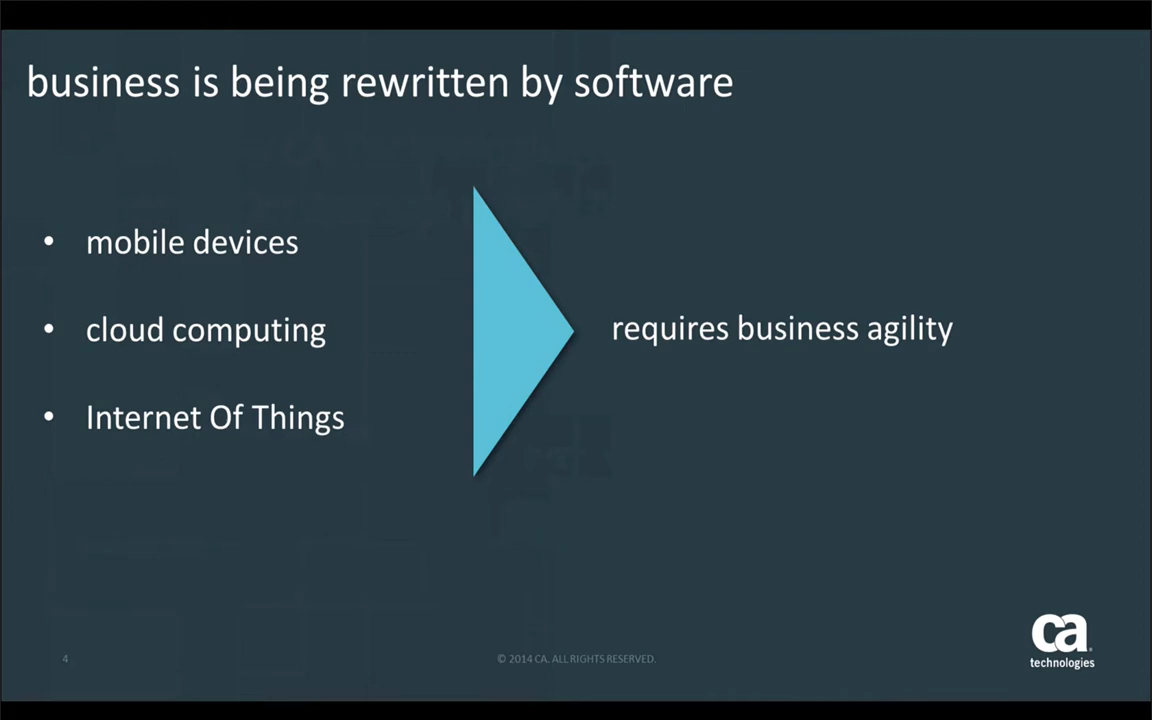 business is being rewritten by software
• mobile devices
• cloud computing
• Internet Of Things
requires business agility
4
© 2014 CA. ALL RIGHTS RESERVED.
ca
technologies